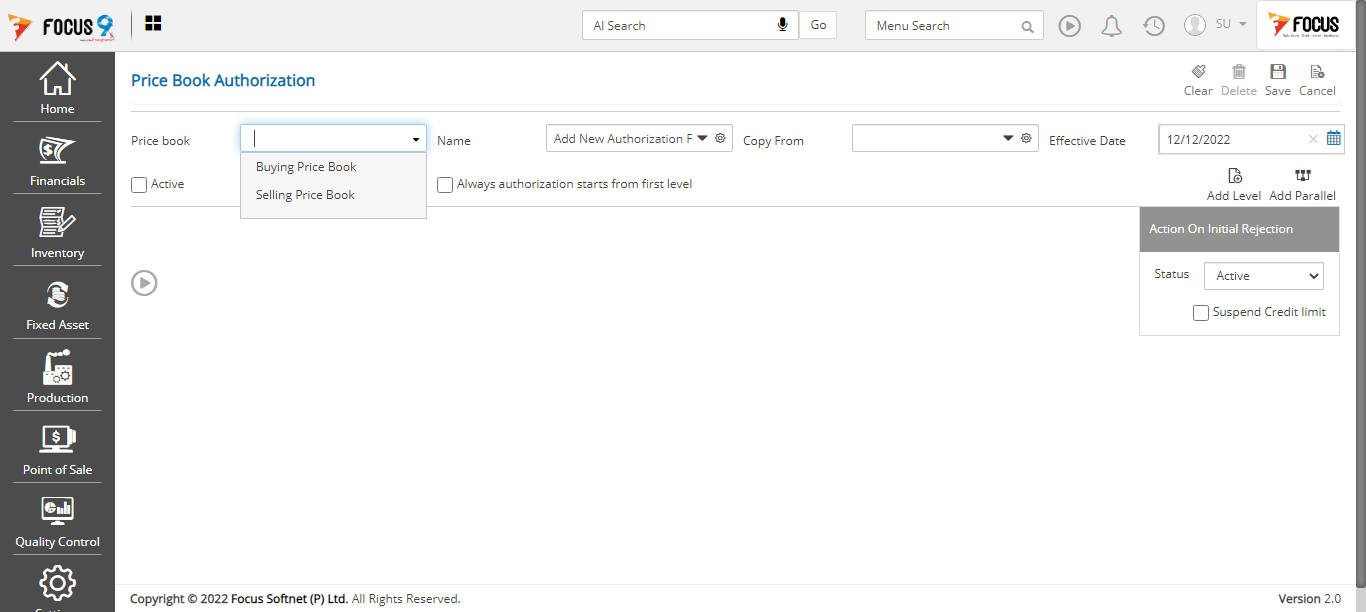 FOCUS 9
AI Search
Go
Menu Search
SU
FOCUS
Home
Financials
Inventory
Fixed Asset
Production
Point of Sale
Quality Control
Price Book Authorization
Clear
Delete
Save
Cancel
Price book
Buying Price Book
Selling Price Book
Name
Add New Authorization F
Copy From
Effective Date
12/12/2022
Active
Always authorization starts from first level
Add Level
Add Parallel
Action On Initial Rejection
Status
Active
Suspend Credit limit
Copyright © 2022 Focus Softnet (P) Ltd. All Rights Reserved.
Version 2.0